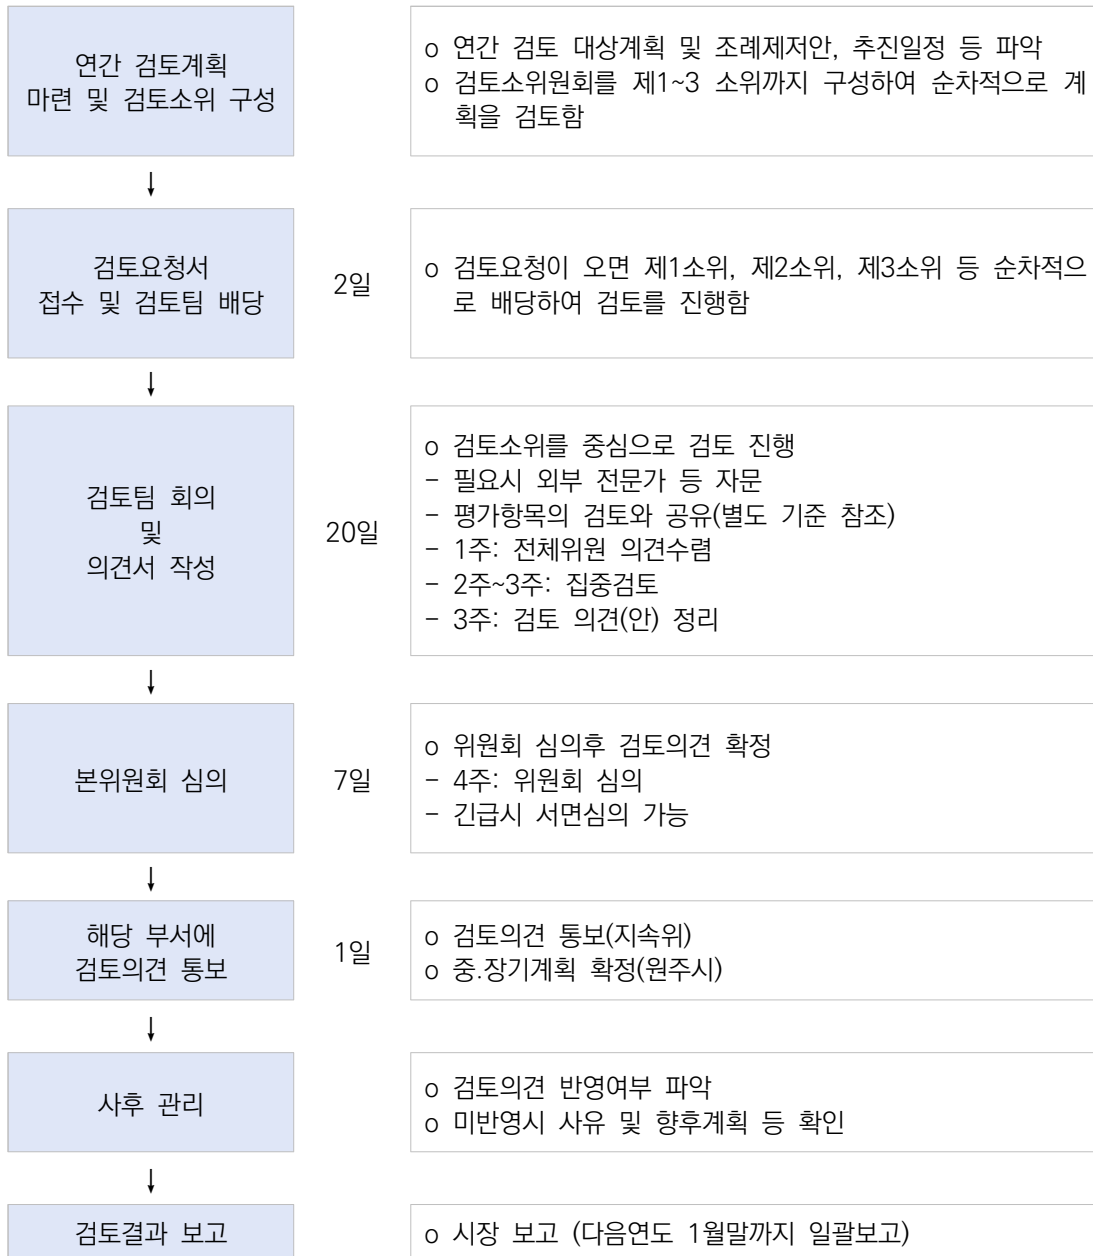 연간 검토계획
마련 및 검토소위 구성
o 연간 검토 대상계획 및 조례제저안, 추진일정 등 파악
o 검토소위원회를 제1~3 소위까지 구성하여 순차적으로 계
획을 검토함
↓
검토요청서
접수 및 검토팀 배당
2일
o 검토요청이 오면 제1소위, 제2소위, 제3소위 등 순차적으
로 배당하여 검토를 진행함
↓
검토팀 회의
및
의견서 작성
20일
o 검토소위를 중심으로 검토 진행
- 필요시 외부 전문가 등 자문
- 평가항목의 검토와 공유(별도 기준 참조)
- 1주: 전체위원 의견수렴
- 2주~3주: 집중검토
- 3주: 검토 의견(안) 정리
↓
본위원회 심의
7일
o 위원회 심의후 검토의견 확정
- 4주: 위원회 심의
- 긴급시 서면심의 가능
↓
해당 부서에
검토의견 통보
1일
o 검토의견 통보(지속위)
o 중.장기계획 확정(원주시)
↓
사후 관리
o 검토의견 반영여부 파악
o 미반영시 사유 및 향후계획 등 확인
↓
검토결과 보고
o 시장 보고 (다음연도 1월말까지 일괄보고)